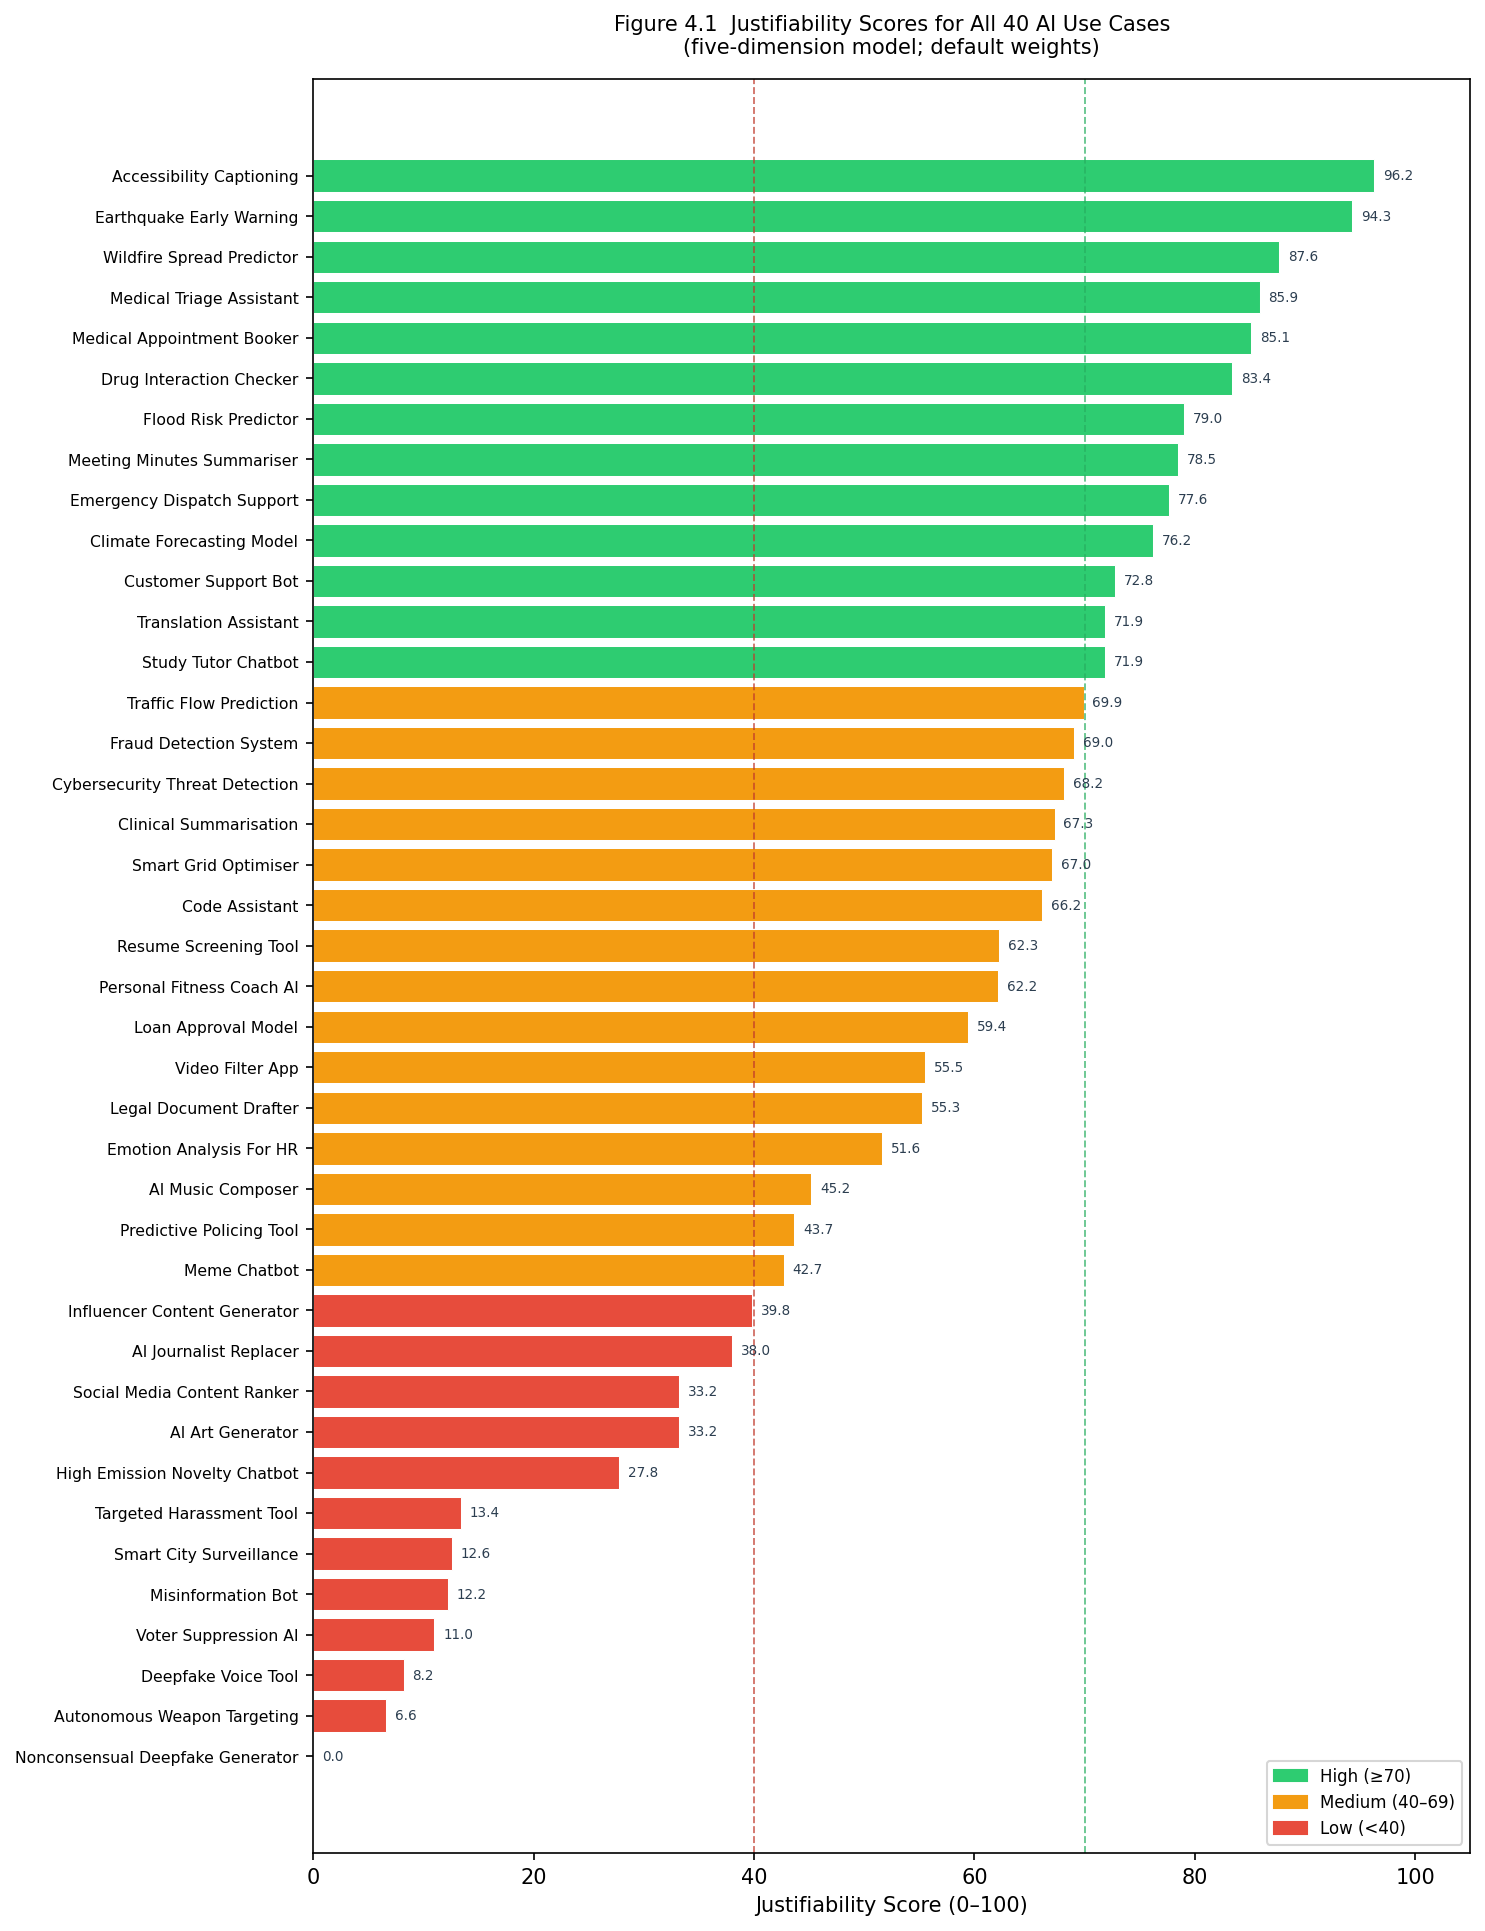 Figure 4.1  Justifiability Scores for All 40 AI Use Cases
(five-dimension model; default weights)
Accessibility Captioning 96.2
Earthquake Early Warning 94.3
Wildfire Spread Predictor 87.6
Medical Triage Assistant 85.9
Medical Appointment Booker 85.1
Drug Interaction Checker 83.4
Flood Risk Predictor 79.0
Meeting Minutes Summariser 78.5
Emergency Dispatch Support 77.6
Climate Forecasting Model 76.2
Customer Support Bot 72.8
Translation Assistant 71.9
Study Tutor Chatbot 71.9
Traffic Flow Prediction 69.9
Fraud Detection System 69.0
Cybersecurity Threat Detection 68.2
Clinical Summarisation 67.3
Smart Grid Optimiser 67.0
Code Assistant 66.2
Resume Screening Tool 62.3
Personal Fitness Coach AI 62.2
Loan Approval Model 59.4
Video Filter App 55.5
Legal Document Drafter 55.3
Emotion Analysis For HR 51.6
AI Music Composer 45.2
Predictive Policing Tool 43.7
Meme Chatbot 42.7
Influencer Content Generator 39.8
AI Journalist Replacer 38.0
Social Media Content Ranker 33.2
AI Art Generator 33.2
High Emission Novelty Chatbot 27.8
Targeted Harassment Tool 13.4
Smart City Surveillance 12.6
Misinformation Bot 12.2
Voter Suppression AI 11.0
Deepfake Voice Tool 8.2
Autonomous Weapon Targeting 6.6
Nonconsensual Deepfake Generator 0.0
High (≥70)
Medium (40–69)
Low (<40)
0 20 40 60 80 100
Justifiability Score (0–100)